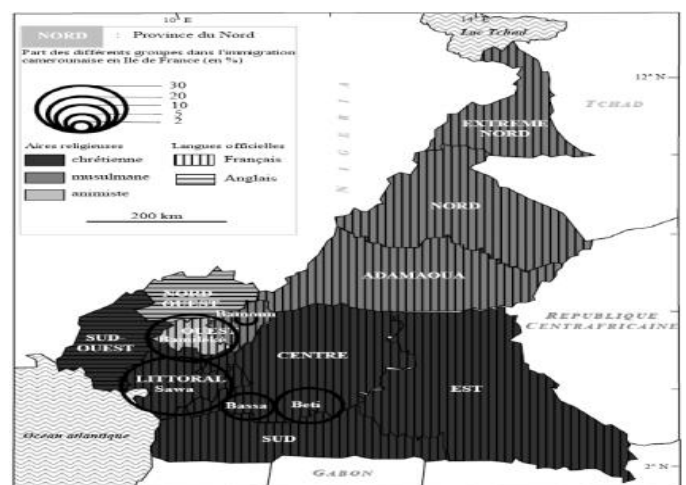 10° E
14° E
NORD : Province du Nord
Part des différents groupes dans l'immigration
camerounaise en Ile de France (en %)
30
20
10
5
2
Aires religieuses
Langues officielles
chrétienne
Français
musulmane
Anglais
animiste
200 km
Lac Tchad
12° N
TCHAD
NIGERIA
EXTREME
NORD
NORD
ADAMAOUA
NORD
OUEST
Bamoun
REPUBLIQUE
CENTRAFRICAINE
SUD-
OUEST
OUEST
Bamiléké
CENTRE
LITTORAL
Sawa
EST
Bassa
Beti
SUD
Océan atlantique
GABON
2° N